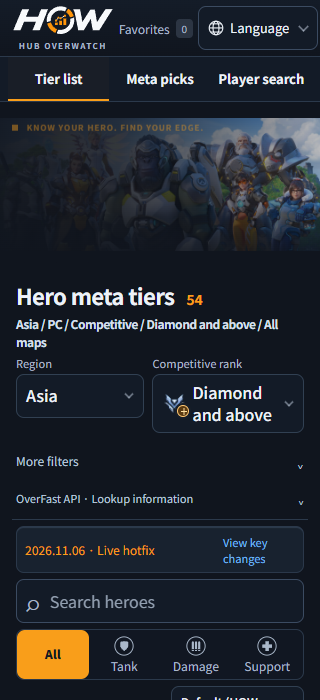 HOW
HUB OVERWATCH
Favorites 0
Language
Tier list Meta picks Player search
KNOW YOUR HERO. FIND YOUR EDGE.
Hero meta tiers 54
Asia / PC / Competitive / Diamond and above / All
maps
Region Competitive rank
Asia
Diamond
and above
More filters
OverFast API · Lookup information
2026.11.06 · Live hotfix
View key
changes
Search heroes
All Tank Damage Support